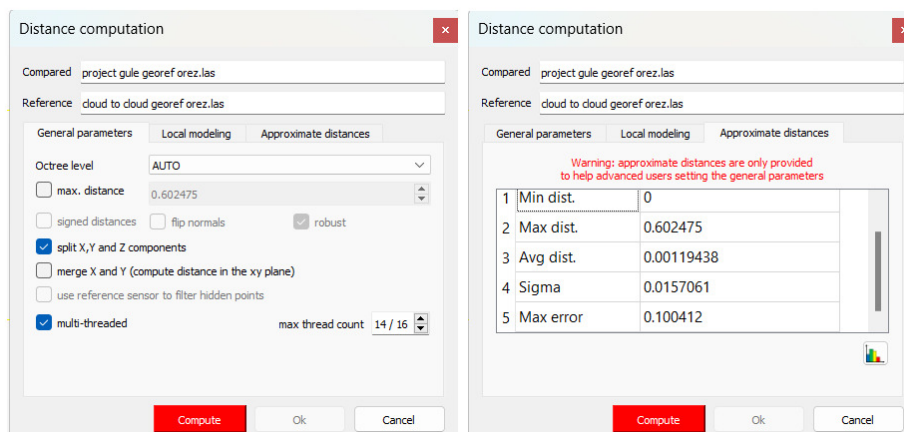 Distance computation
×
Compared project gule georef orez.las
Reference cloud to cloud georef orez.las
General parameters Local modeling Approximate distances
Octree level AUTO
max. distance 0.602475
signed distances flip normals robust
split X,Y and Z components
merge X and Y (compute distance in the xy plane)
use reference sensor to filter hidden points
multi-threaded max thread count 14 / 16
Compute Ok Cancel
Distance computation
×
Compared project gule georef orez.las
Reference cloud to cloud georef orez.las
General parameters Local modeling Approximate distances
Warning: approximate distances are only provided
to help advanced users setting the general parameters
1 Min dist. 0
2 Max dist. 0.602475
3 Avg dist. 0.00119438
4 Sigma 0.0157061
5 Max error 0.100412
Compute Ok Cancel